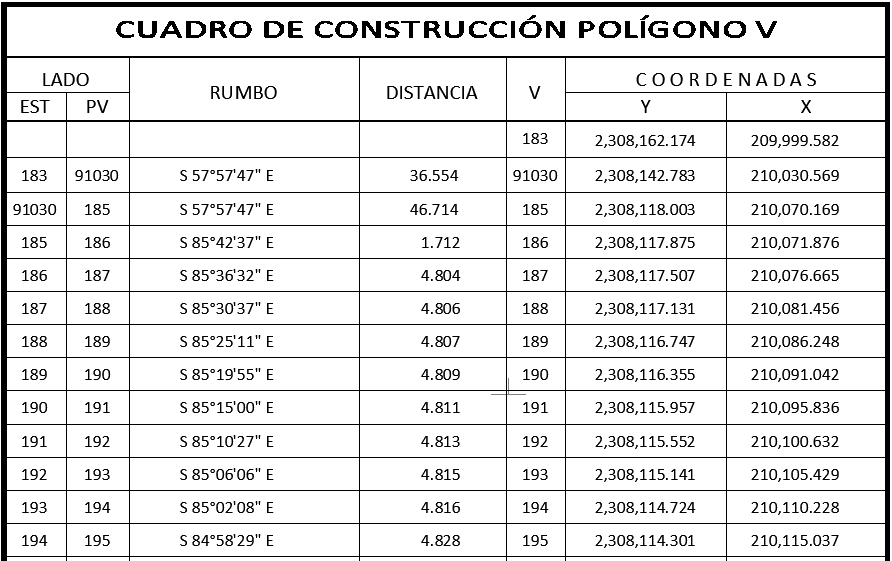 CUADRO DE CONSTRUCCIÓN POLÍGONO V
LADO RUMBO DISTANCIA V COORDENADAS
EST PV Y X
183 2,308,162.174 209,999.582
183 91030 S 57°57'47" E 36.554 91030 2,308,142.783 210,030.569
91030 185 S 57°57'47" E 46.714 185 2,308,118.003 210,070.169
185 186 S 85°42'37" E 1.712 186 2,308,117.875 210,071.876
186 187 S 85°36'32" E 4.804 187 2,308,117.507 210,076.665
187 188 S 85°30'37" E 4.806 188 2,308,117.131 210,081.456
188 189 S 85°25'11" E 4.807 189 2,308,116.747 210,086.248
189 190 S 85°19'55" E 4.809 190 2,308,116.355 210,091.042
190 191 S 85°15'00" E 4.811 191 2,308,115.957 210,095.836
191 192 S 85°10'27" E 4.813 192 2,308,115.552 210,100.632
192 193 S 85°06'06" E 4.815 193 2,308,115.141 210,105.429
193 194 S 85°02'08" E 4.816 194 2,308,114.724 210,110.228
194 195 S 84°58'29" E 4.828 195 2,308,114.301 210,115.037